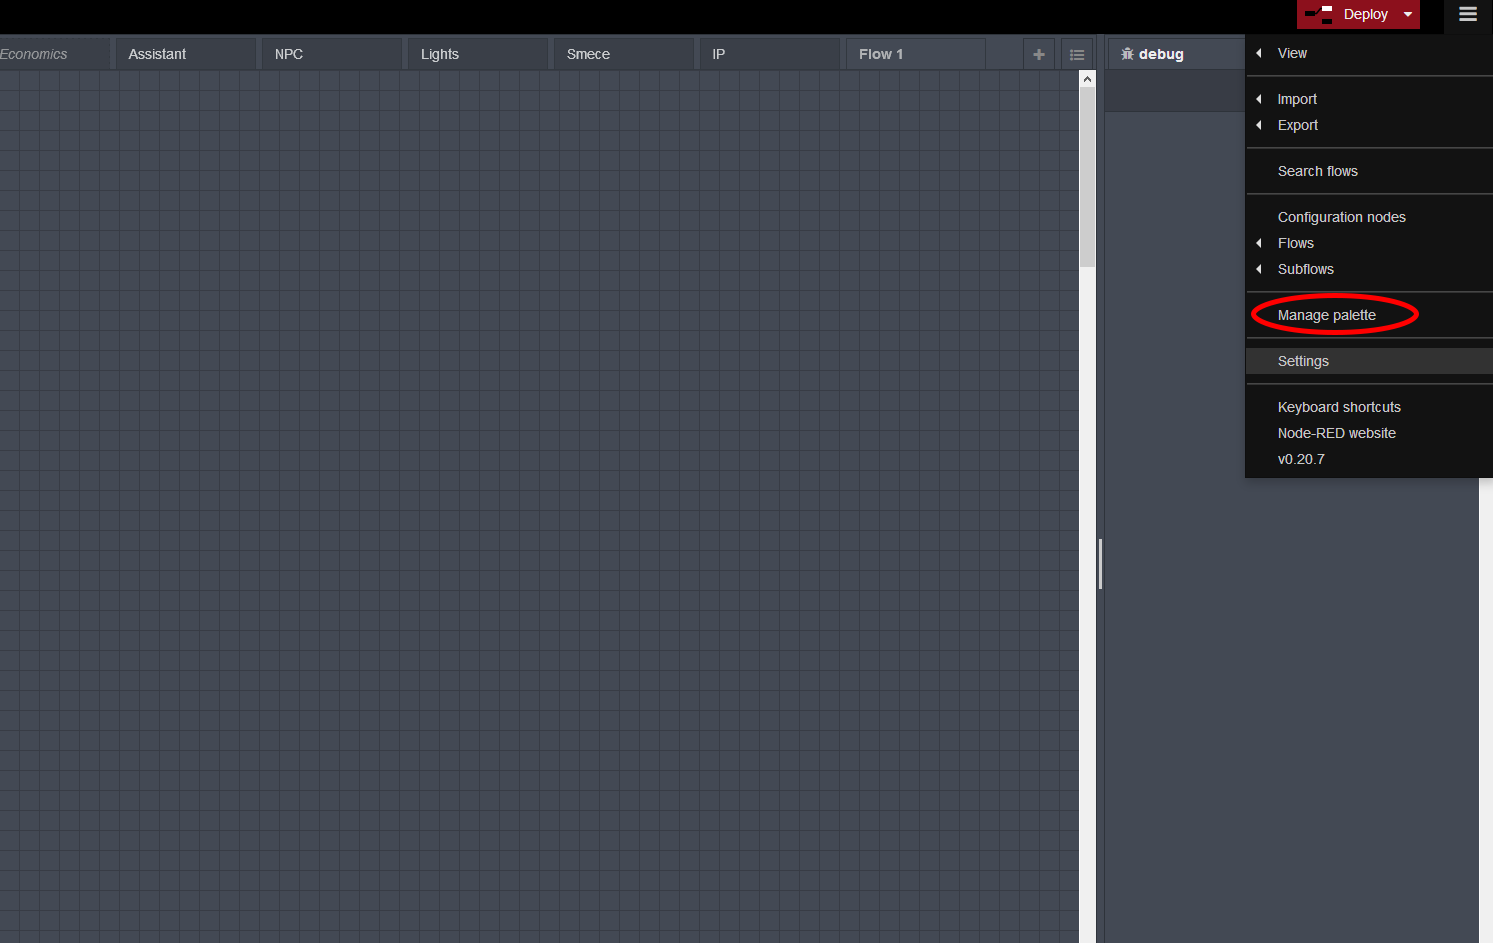 Deploy
Economics
Assistant
NPC
Lights
Smece
IP
Flow 1
debug
View
Import
Export
Search flows
Configuration nodes
Flows
Subflows
Manage palette
Settings
Keyboard shortcuts
Node-RED website
v0.20.7